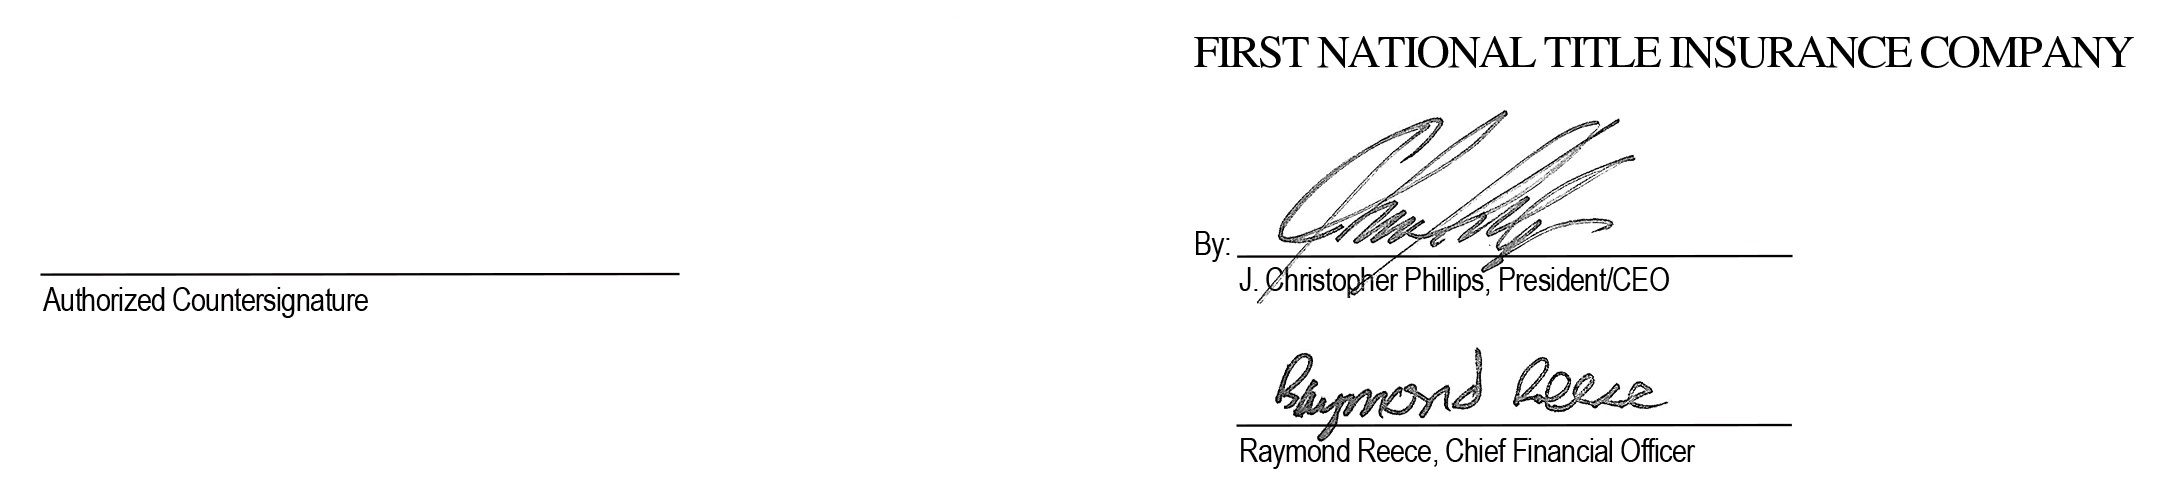 FIRST NATIONAL TITLE INSURANCE COMPANY
By:
J. Christopher Phillips, President/CEO
Authorized Countersignature
Raymond Reece
Raymond Reece, Chief Financial Officer